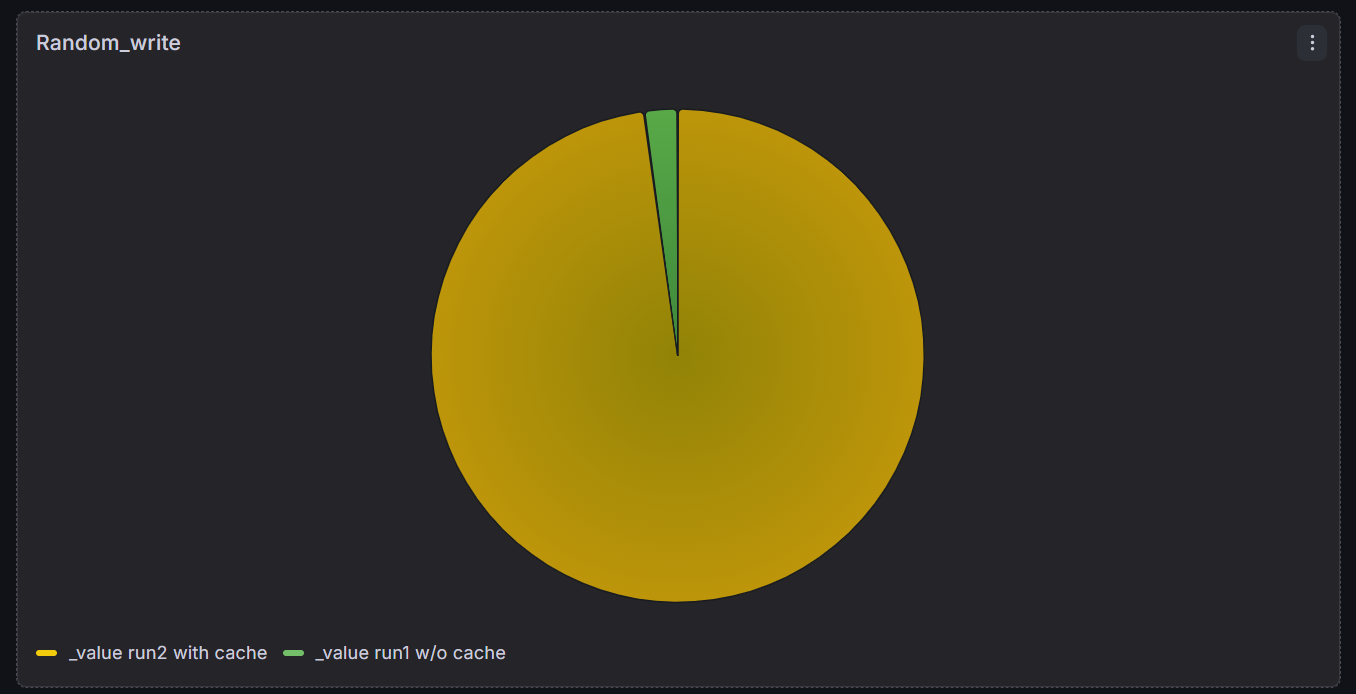 Random_write
_value run2 with cache _value run1 w/o cache